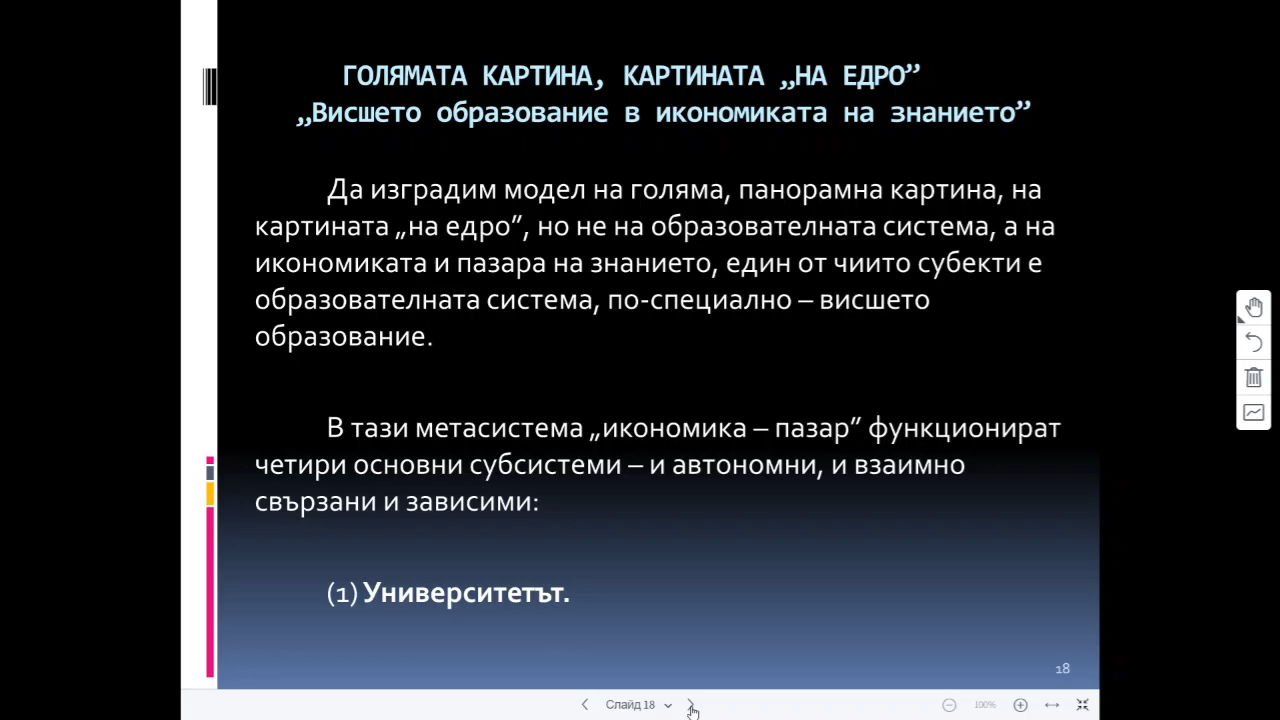 ГОЛЯМАТА КАРТИНА, КАРТИНАТА „НА ЕДРО”
„Висшето образование в икономиката на знанието”
Да изградим модел на голяма, панорамна картина, на
картината „на едро”, но не на образователната система, а на
икономиката и пазара на знанието, един от чиито субекти е
образователната система, по-специално – висшето
образование.
В тази метасистема „икономика – пазар” функционират
четири основни субсистеми – и автономни, и взаимно
свързани и зависими:
(1) Университетът.
18
Слайд 18
100%